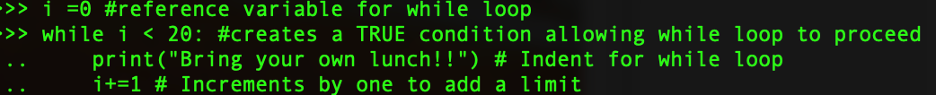 >>> i =0 #reference variable for while loop
>>> while i < 20: #creates a TRUE condition allowing while loop to proceed
..     print("Bring your own lunch!!") # Indent for while loop
..     i+=1 # Increments by one to add a limit